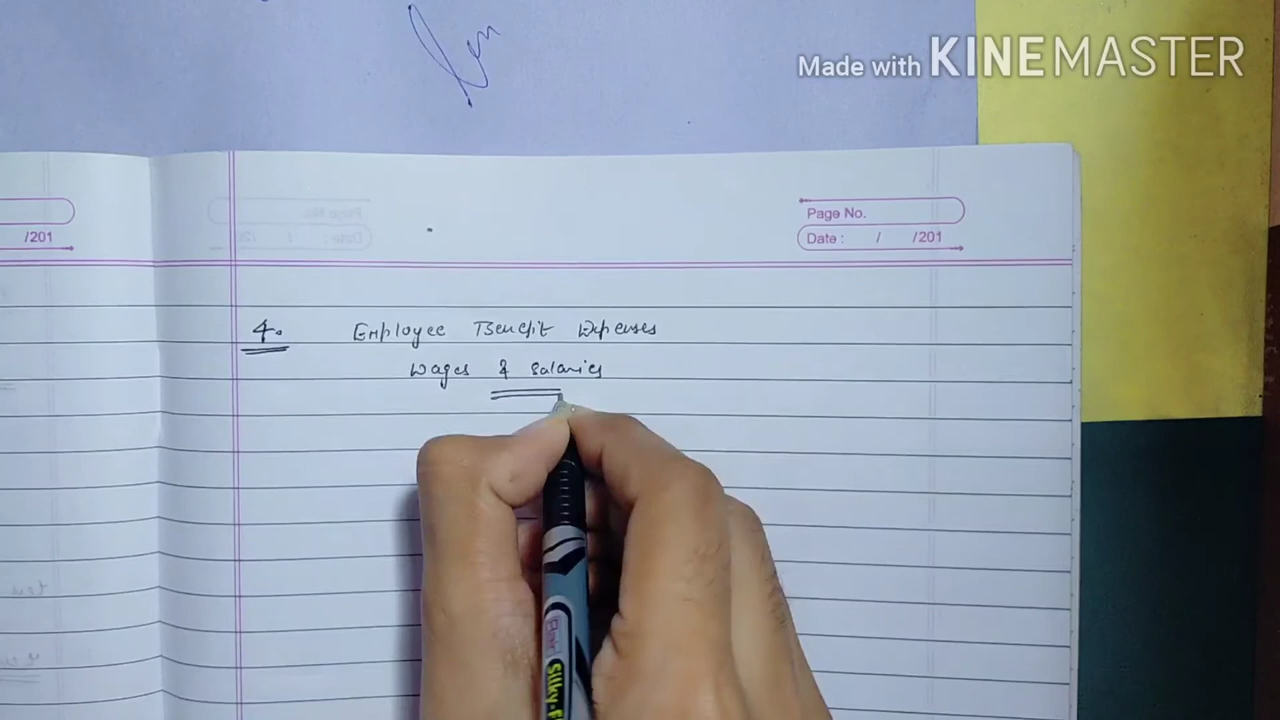 Made with KINEMASTER
Page No.
/201
Date : / /201
4. Employee Benefit Expenses
Wages & Salaries